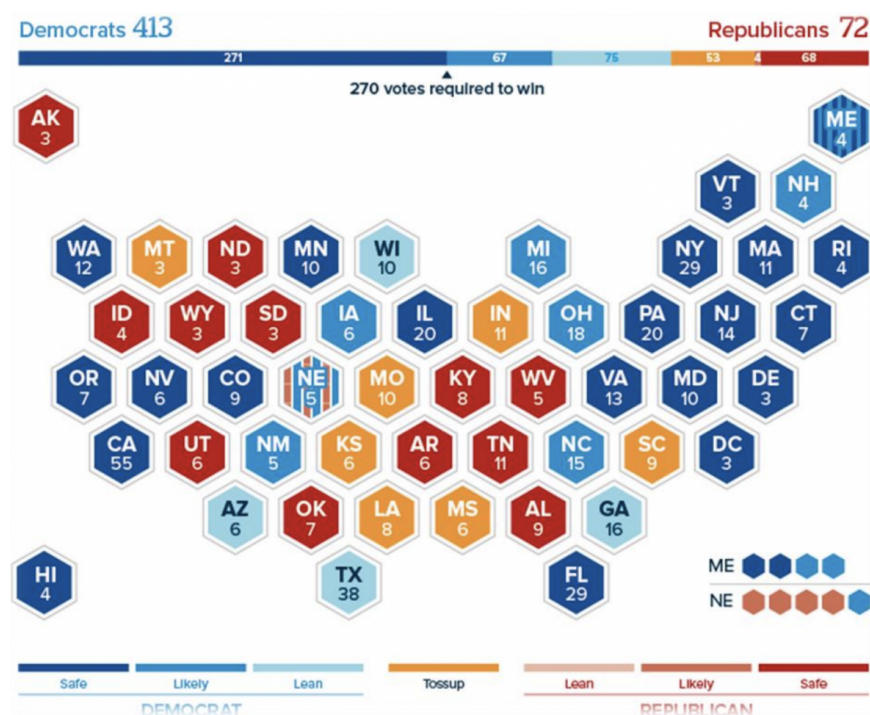 Democrats 413 Republicans 72
271 67 75 53 4 68
270 votes required to win
AK ME
3 4
VT NH
3 4
WA MT ND MN WI MI NY MA RI
12 3 3 10 10 16 29 11 4
ID WY SD IA IL IN OH PA NJ CT
4 3 3 6 20 11 18 20 14 7
OR NV CO NE MO KY WV VA MD DE
7 6 9 5 10 8 5 13 10 3
CA UT NM KS AR TN NC SC DC
55 6 5 6 6 11 15 9 3
AZ OK LA MS AL GA
6 7 8 6 9 16
HI TX FL
4 38 29
ME
NE
Safe Likely Lean Tossup Lean Likely Safe
DEMOCRAT REPUBLICAN